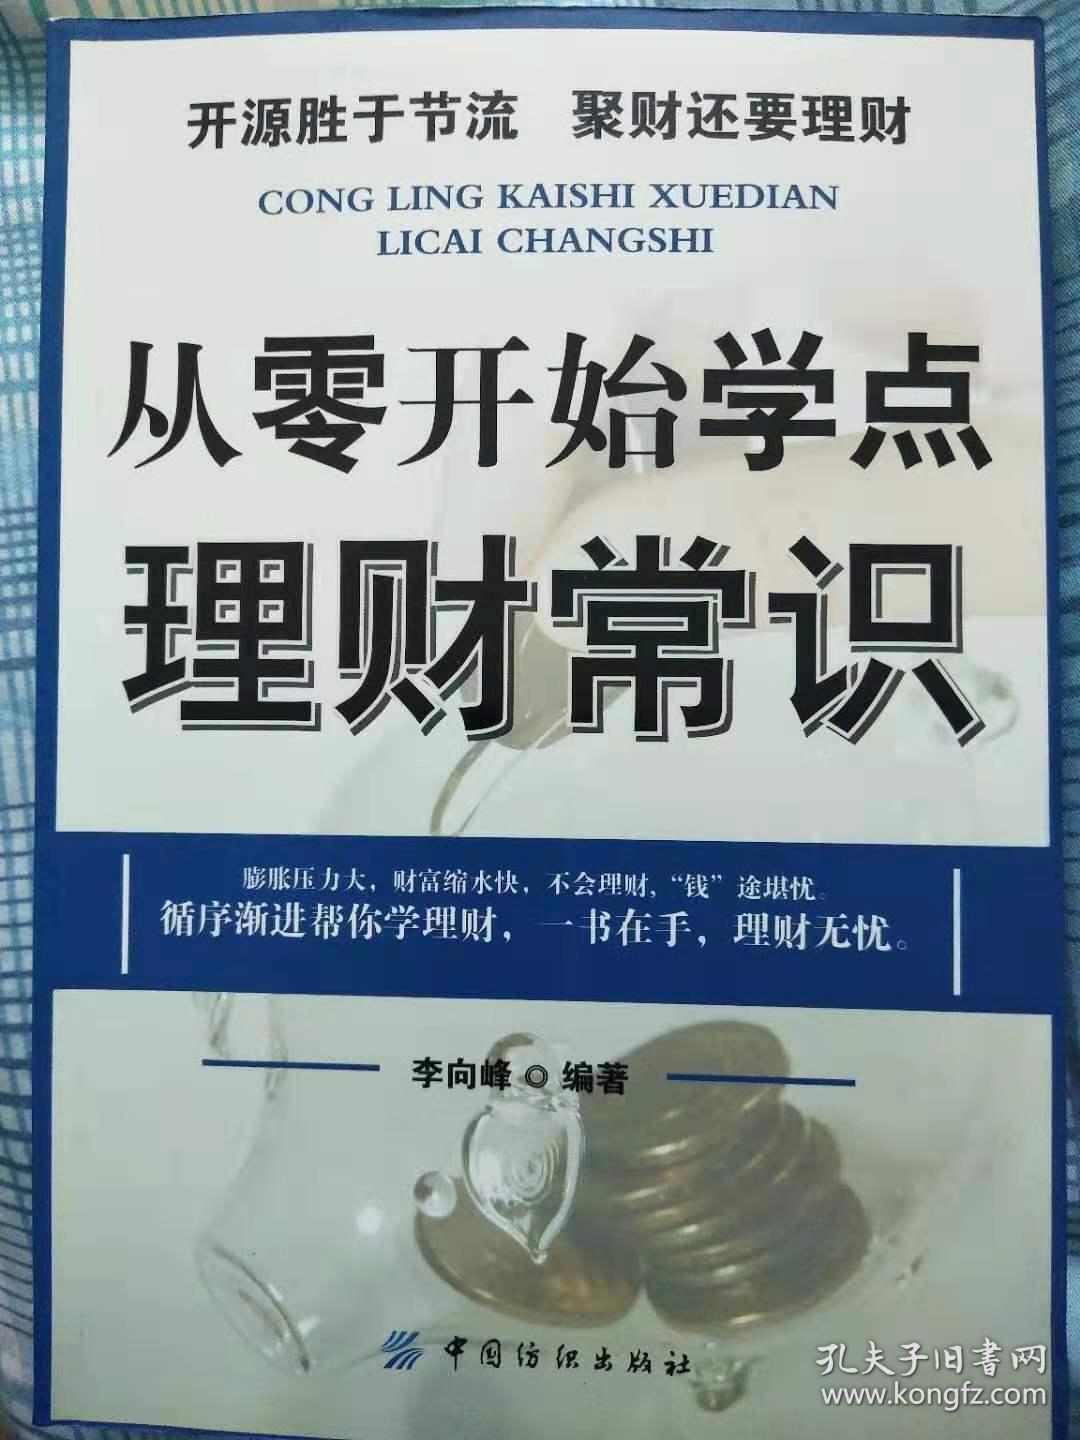 开源胜于节流 聚财还要理财
CONG LING KAISHI XUEDIAN
LICAI CHANGSHI
从零开始学点
理财常识
膨胀压力大，财富缩水快，不会理财，“钱”途堪忧。
循序渐进帮你学理财，一书在手，理财无忧。
李向峰◎编著
中国纺织出版社
孔夫子旧书网
www.kongfz.com